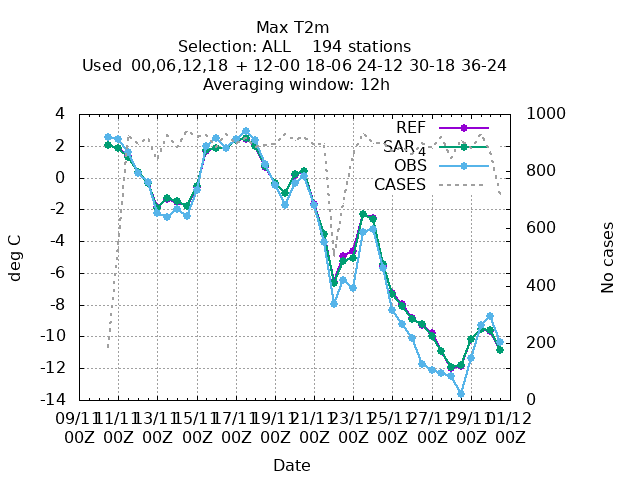 Max T2m
Selection: ALL 194 stations
Used 00,06,12,18 + 12-00 18-06 24-12 30-18 36-24
Averaging window: 12h
4 1000
REF
2
SAR_4
OBS
0 800
CASES
-2
-4 600
deg C
No cases
-6 400
-8
-10 200
-12
-14 0
09/11 11/11 13/11 15/11 17/11 19/11 21/11 23/11 25/11 27/11 29/11 01/12
00Z 00Z 00Z 00Z 00Z 00Z 00Z 00Z 00Z 00Z 00Z 00Z
Date